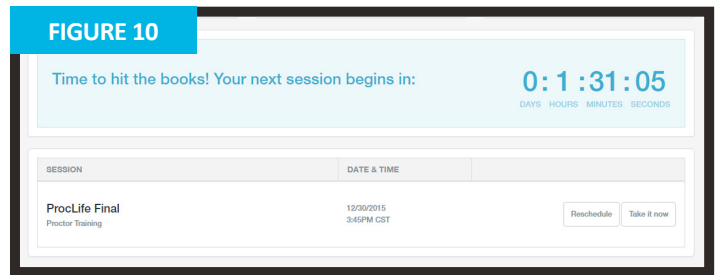 FIGURE 10
Time to hit the books! Your next session begins in:
0 : 1 : 31 : 05
DAYS HOURS MINUTES SECONDS
SESSION DATE & TIME
ProcLife Final
Proctor Training
12/30/2015
3:45PM CST
Reschedule Take it now